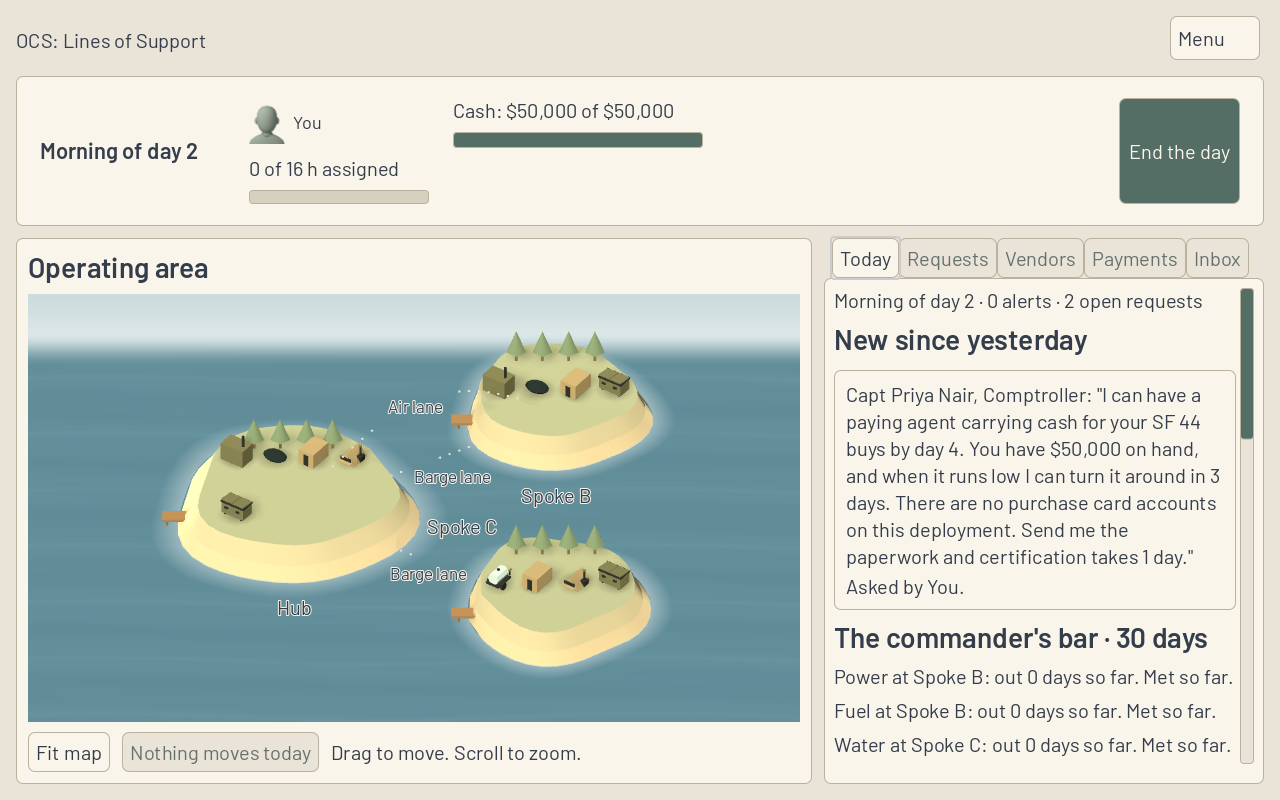 OCS: Lines of Support
Menu
Morning of day 2
You
0 of 16 h assigned
Cash: $50,000 of $50,000
End the day
Operating area
Air lane
Barge lane
Spoke B
Spoke C
Barge lane
Hub
Fit map
Nothing moves today
Drag to move. Scroll to zoom.
Today
Requests
Vendors
Payments
Inbox
Morning of day 2 · 0 alerts · 2 open requests
New since yesterday
Capt Priya Nair, Comptroller: "I can have a
paying agent carrying cash for your SF 44
buys by day 4. You have $50,000 on hand,
and when it runs low I can turn it around in 3
days. There are no purchase card accounts
on this deployment. Send me the
paperwork and certification takes 1 day."
Asked by You.
The commander's bar · 30 days
Power at Spoke B: out 0 days so far. Met so far.
Fuel at Spoke B: out 0 days so far. Met so far.
Water at Spoke C: out 0 days so far. Met so far.